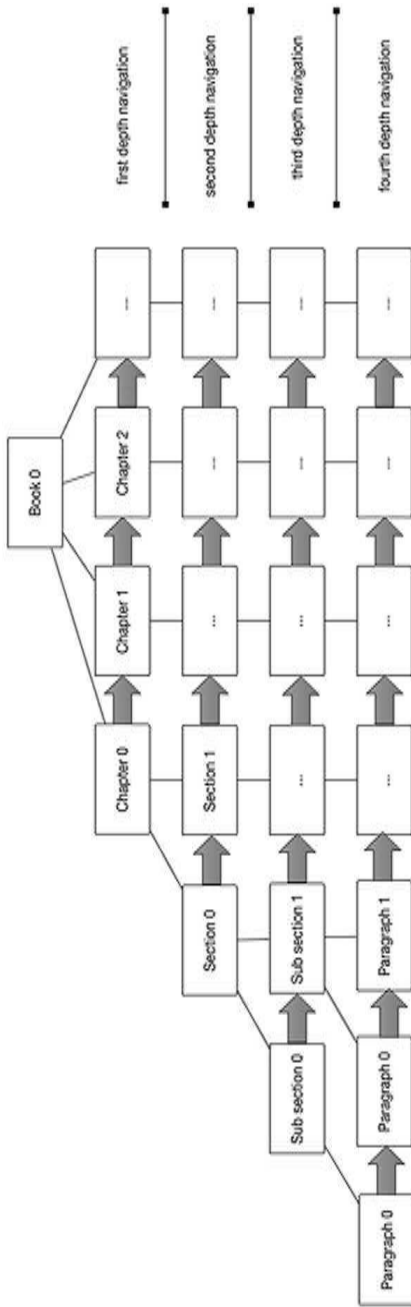 Book 0
Chapter 0
Chapter 1
Chapter 2
...
first depth navigation
Section 0
Section 1
...
...
...
second depth navigation
Sub section 0
Sub section 1
...
...
...
...
third depth navigation
Paragraph 0
Paragraph 0
Paragraph 1
...
...
...
...
fourth depth navigation